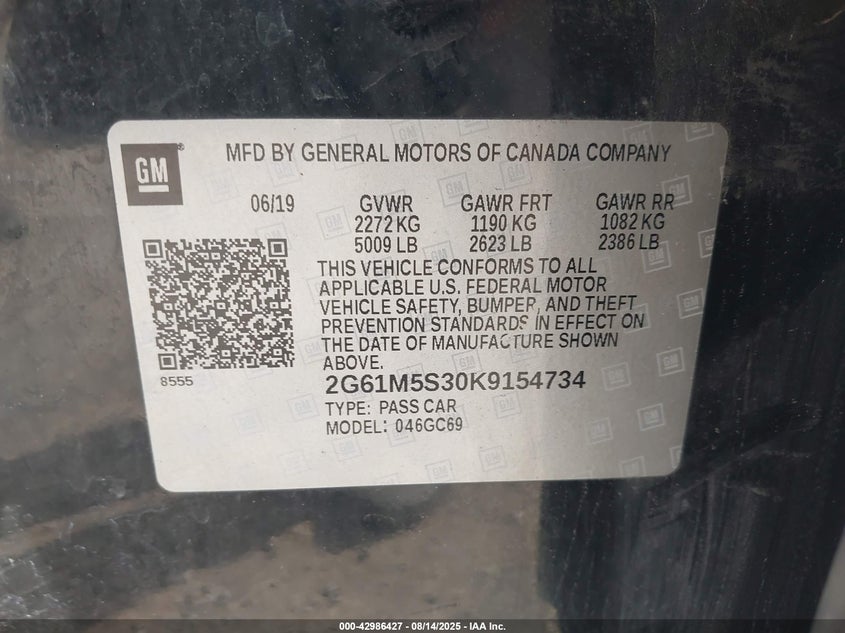 GM
MFD BY GENERAL MOTORS OF CANADA COMPANY
06/19 GVWR GAWR FRT GAWR RR
2272 KG 1190 KG 1082 KG
5009 LB 2623 LB 2386 LB
THIS VEHICLE CONFORMS TO ALL
APPLICABLE U.S. FEDERAL MOTOR
VEHICLE SAFETY, BUMPER, AND THEFT
PREVENTION STANDARDS IN EFFECT ON
THE DATE OF MANUFACTURE SHOWN
ABOVE.
8555
2G61M5S30K9154734
TYPE: PASS CAR
MODEL: 046GC69
000-42986427 - 08/14/2025 - IAA Inc.